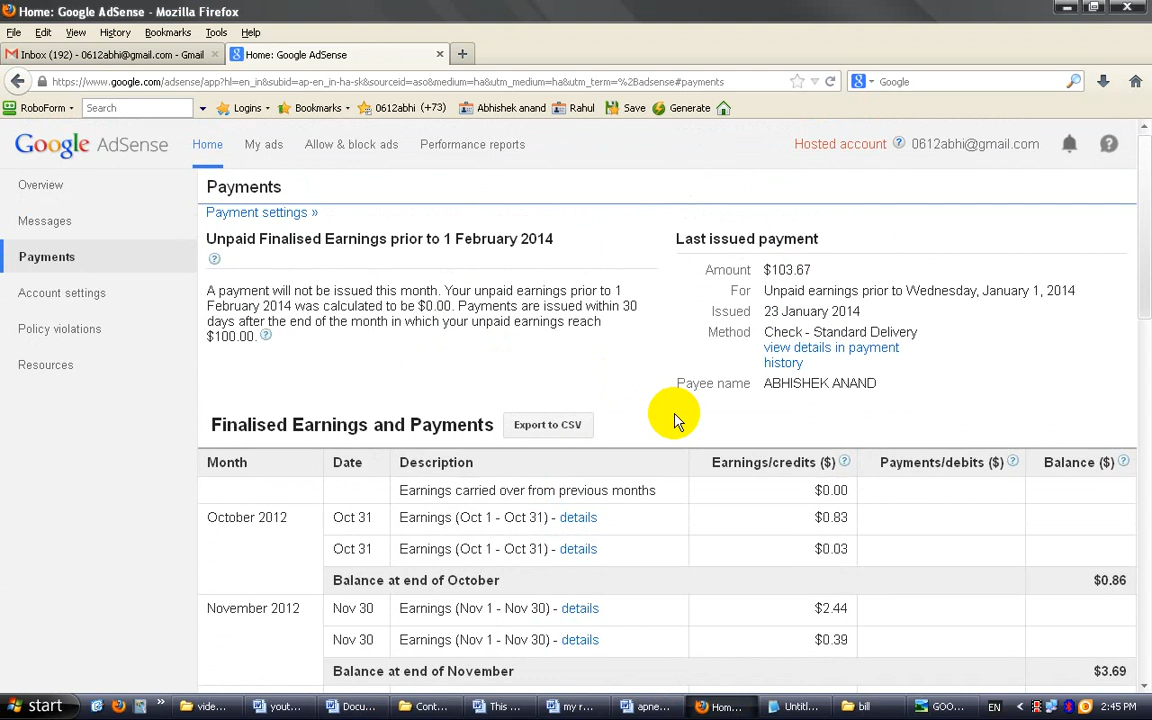 Home: Google AdSense - Mozilla Firefox
File Edit View History Bookmarks Tools Help
Inbox (192) - 0612abhi@gmail.com - Gmail
Home: Google AdSense
https://www.google.com/adsense/app?hl=en_in&subid=ap-en_in-ha-sk&sourceid=aso&medium=ha&utm_medium=ha&utm_term=%2Badsense#payments
Google
RoboForm Search Logins Bookmarks 0612abhi (+73) Abhishek anand Rahul Save Generate
Google AdSense
Home My ads Allow & block ads Performance reports
Hosted account ? 0612abhi@gmail.com ?
Overview
Messages
Payments
Account settings
Policy violations
Resources
Payments
Payment settings »
Unpaid Finalised Earnings prior to 1 February 2014
?
A payment will not be issued this month. Your unpaid earnings prior to 1
February 2014 was calculated to be $0.00. Payments are issued within 30
days after the end of the month in which your unpaid earnings reach
$100.00. ?
Last issued payment
Amount $103.67
For Unpaid earnings prior to Wednesday, January 1, 2014
Issued 23 January 2014
Method Check - Standard Delivery
view details in payment
history
Payee name ABHISHEK ANAND
Finalised Earnings and Payments Export to CSV
Month Date Description Earnings/credits ($) ? Payments/debits ($) ? Balance ($) ?
Earnings carried over from previous months $0.00
October 2012 Oct 31 Earnings (Oct 1 - Oct 31) - details $0.83
Oct 31 Earnings (Oct 1 - Oct 31) - details $0.03
Balance at end of October $0.86
November 2012 Nov 30 Earnings (Nov 1 - Nov 30) - details $2.44
Nov 30 Earnings (Nov 1 - Nov 30) - details $0.39
Balance at end of November $3.69
start » vide... yout... Docu... Cont... This ... my r... apne... Hom... Untitl... bill GOO... EN 2:45 PM